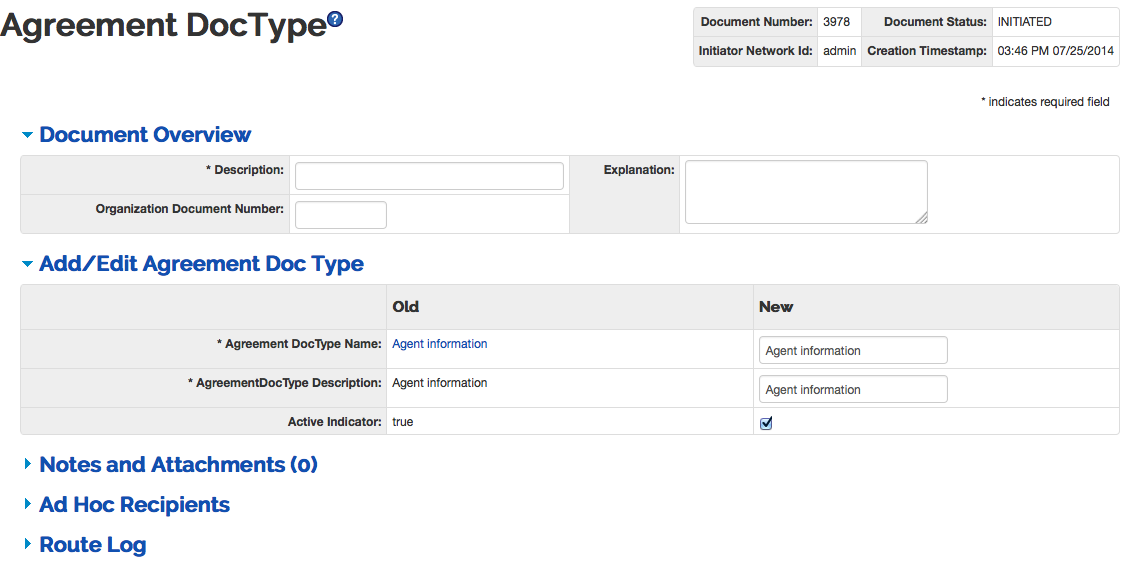 Agreement DocType ?
Document Number: 3978 Document Status: INITIATED
Initiator Network Id: admin Creation Timestamp: 03:46 PM 07/25/2014
* indicates required field
Document Overview
* Description: Explanation:
Organization Document Number:
Add/Edit Agreement Doc Type
Old New
* Agreement DocType Name: Agent information Agent information
* AgreementDocType Description: Agent information Agent information
Active Indicator: true
Notes and Attachments (0)
Ad Hoc Recipients
Route Log